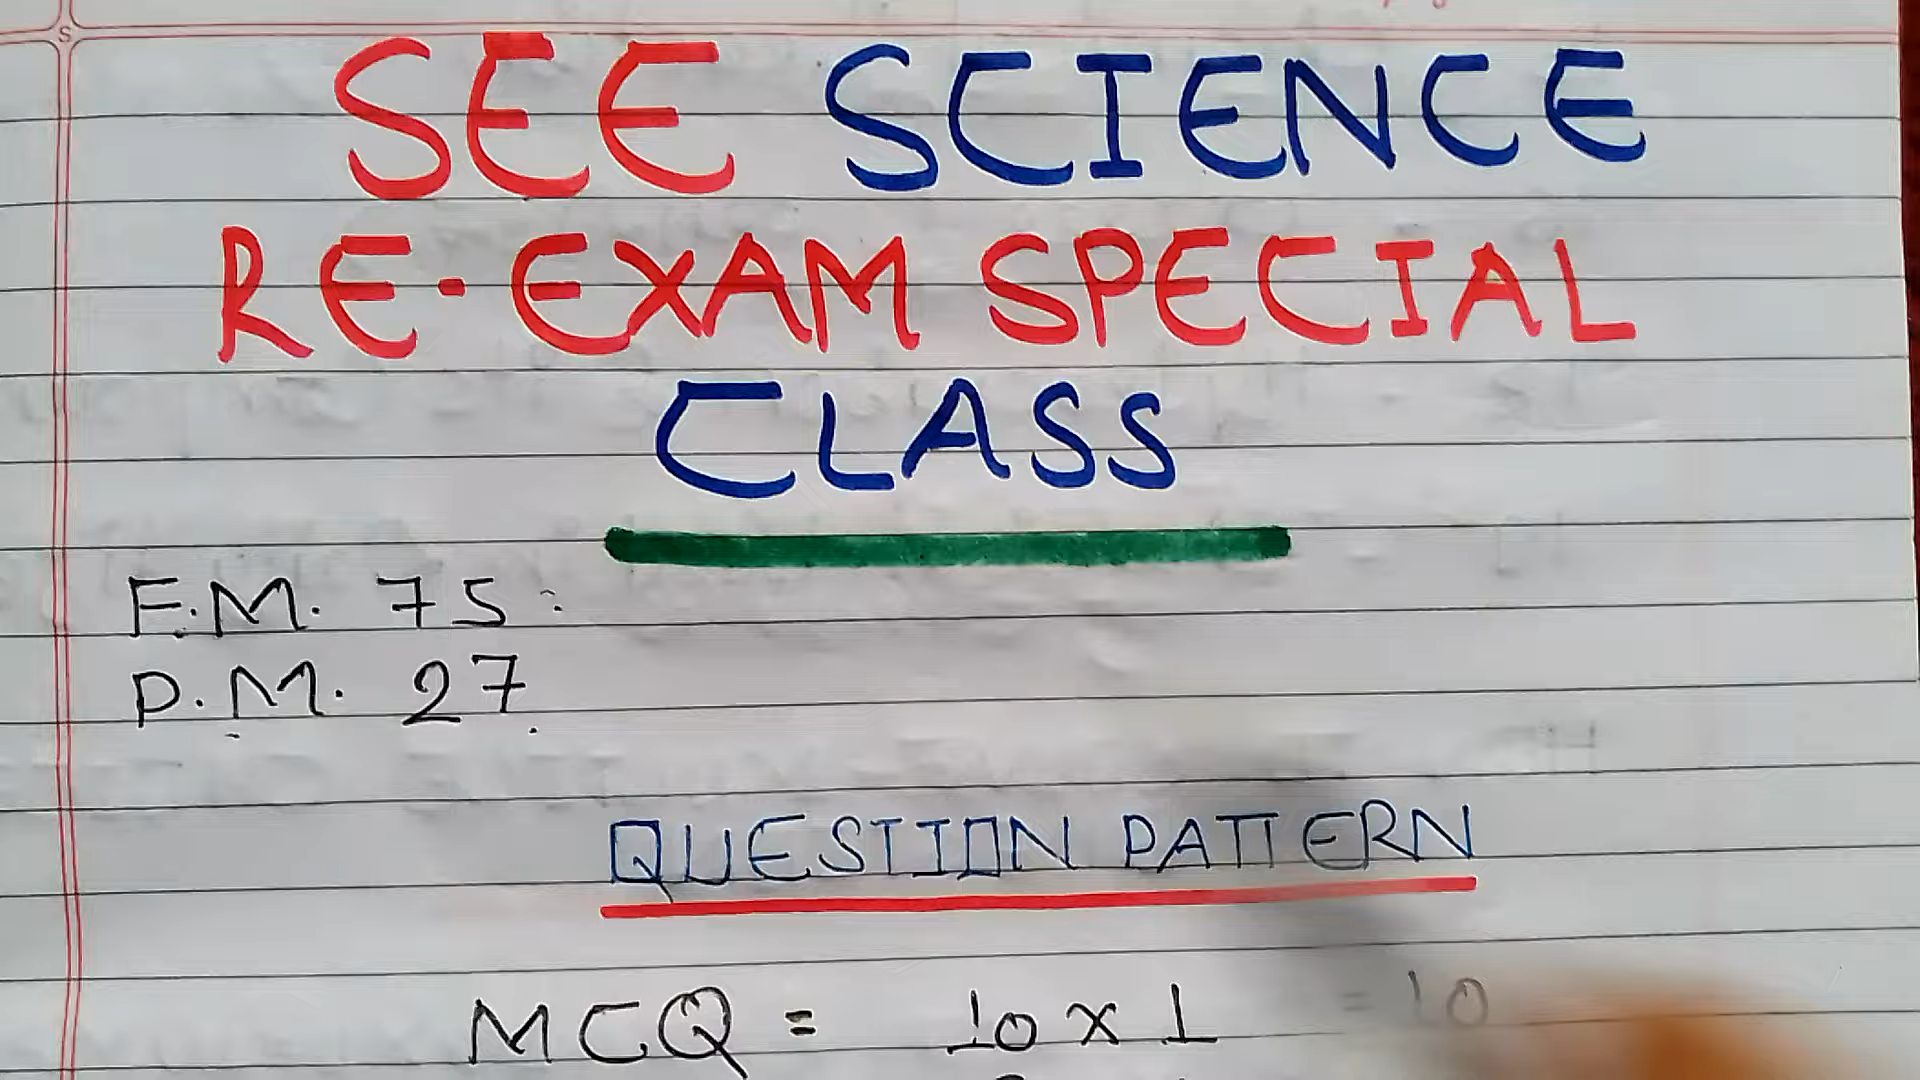 SEE SCIENCE
RE-EXAM SPECIAL
CLASS
F.M. 75
P.M. 27
QUESTION PATTERN
MCQ = 10 x 1 = 10